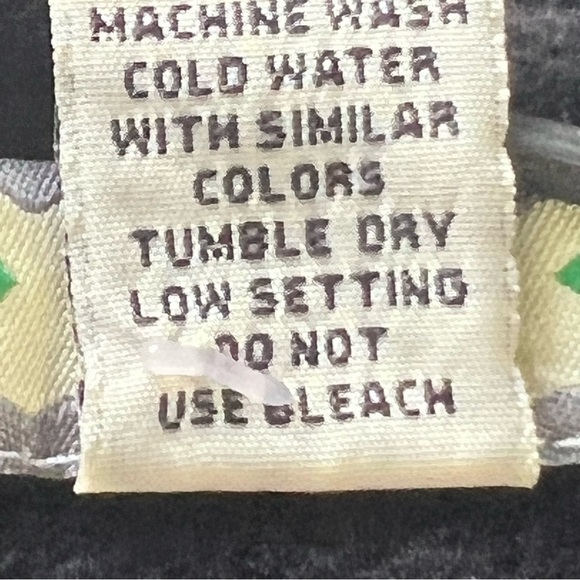 MACHINE WASH
COLD WATER
WITH SIMILAR
COLORS
TUMBLE DRY
LOW SETTING
DO NOT
USE BLEACH